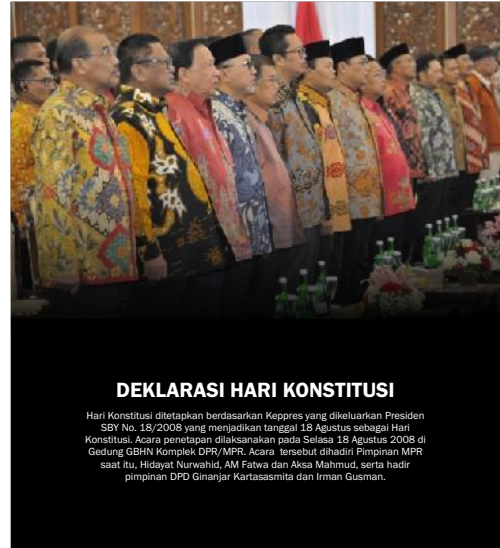 DEKLARASI HARI KONSTITUSI
Hari Konstitusi ditetapkan berdasarkan Keppres yang dikeluarkan Presiden
SBY No. 18/2008 yang menjadikan tanggal 18 Agustus sebagai Hari
Konstitusi. Acara penetapan dilaksanakan pada Selasa 18 Agustus 2008 di
Gedung GBHN Komplek DPR/MPR. Acara tersebut dihadiri Pimpinan MPR
saat itu, Hidayat Nurwahid, AM Fatwa dan Aksa Mahmud, serta hadir
pimpinan DPD Ginanjar Kartasasmita dan Irman Gusman.